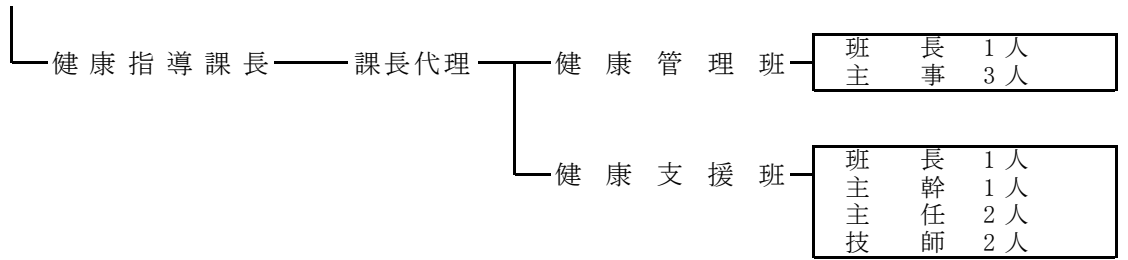 健康指導課長 課長代理 健康管理班
班長 1人
主事 3人
健康支援班
班長 1人
主幹 1人
主任 2人
技師 2人